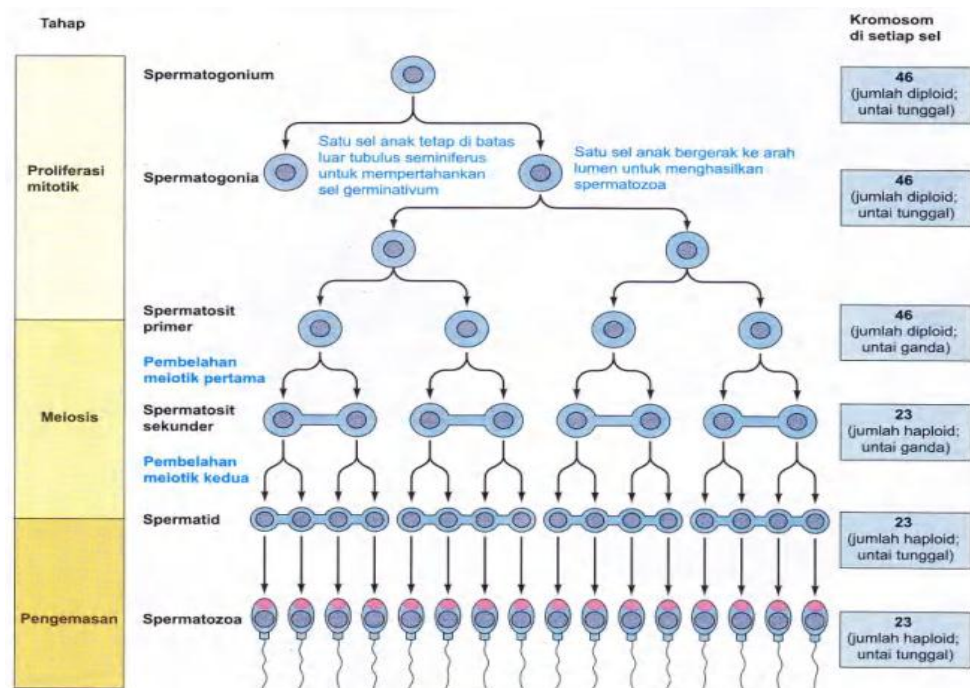 Tahap
Kromosom
di setiap sel
Spermatogonium
46
(jumlah diploid;
untai tunggal)
Proliferasi
mitotik
Spermatogonia
Satu sel anak tetap di batas
luar tubulus seminiferus
untuk mempertahankan
sel germinativum
Satu sel anak bergerak ke arah
lumen untuk menghasilkan
spermatozoa
46
(jumlah diploid;
untai tunggal)
Spermatosit
primer
46
(jumlah diploid;
untai ganda)
Pembelahan
meiotik pertama
Meiosis
Spermatosit
sekunder
23
(jumlah haploid;
untai ganda)
Pembelahan
meiotik kedua
Spermatid
23
(jumlah haploid;
untai tunggal)
Pengemasan
Spermatozoa
23
(jumlah haploid;
untai tunggal)